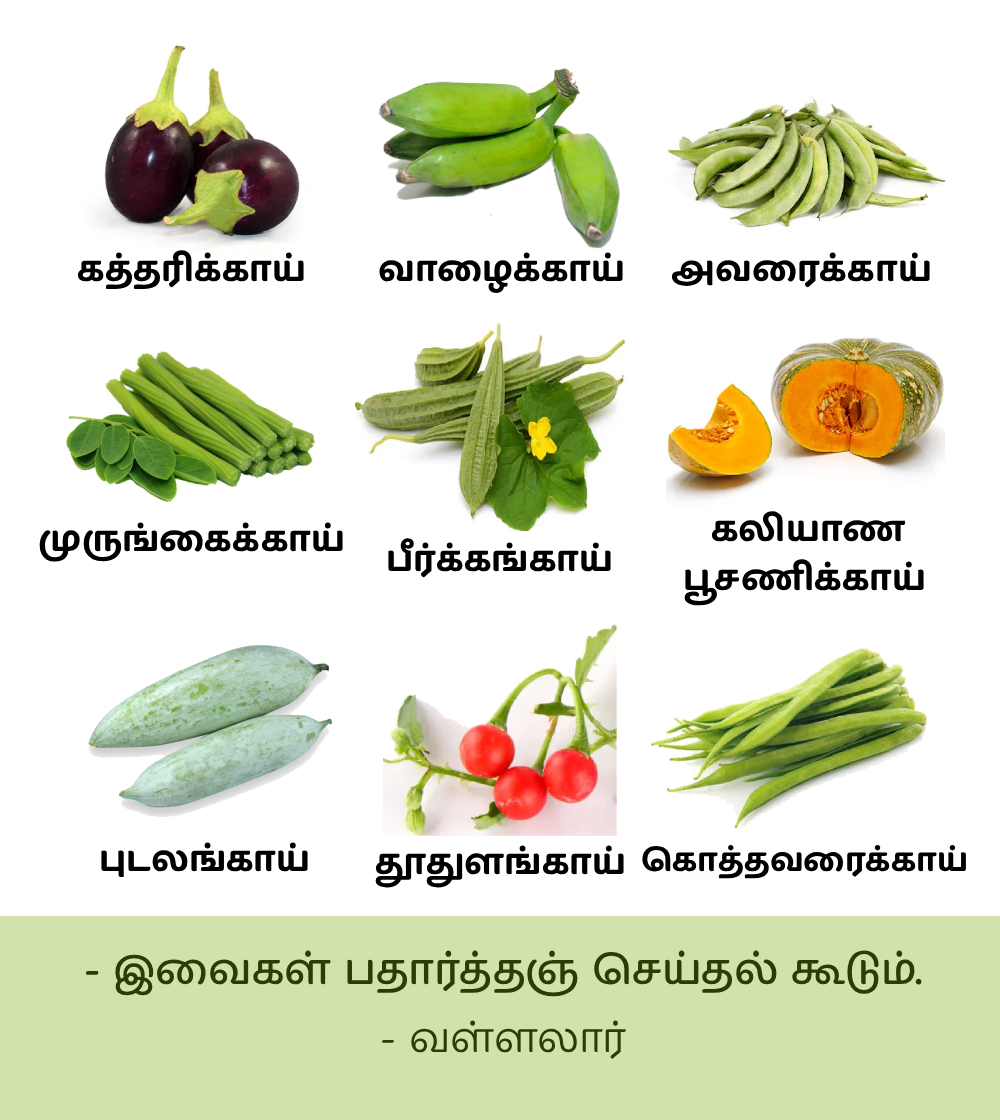 கத்தரிக்காய் வாழைக்காய் அவரைக்காய்
முருங்கைக்காய் பீர்க்கங்காய் கலியாண
பூசணிக்காய்
புடலங்காய் தூதுளங்காய் கொத்தவரைக்காய்
- இவைகள் பதார்த்தஞ் செய்தல் கூடும்.
- வள்ளலார்